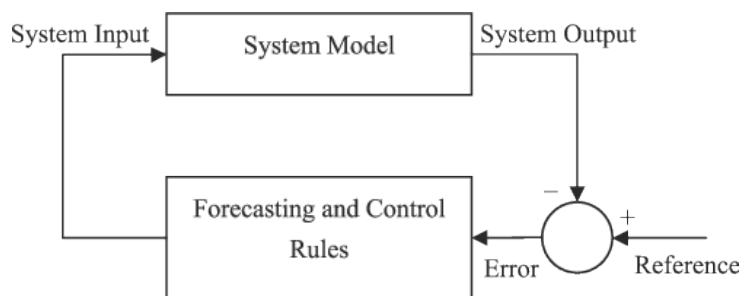 System Input
System Model
System Output
−
Forecasting and Control
Rules
+
Error
Reference